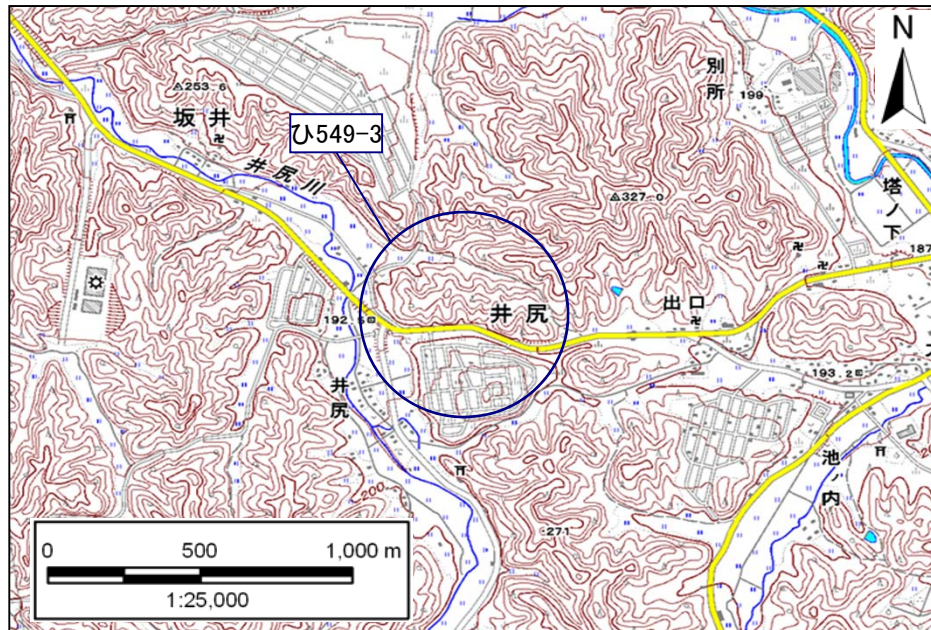 N
253.6
別所
199
坂井
ひ549-3
井尻川
327.0
塔ノ下
187
井尻
出口
192.5
193.2
井尻
池ノ内
200
271
0 500 1,000 m
1:25,000